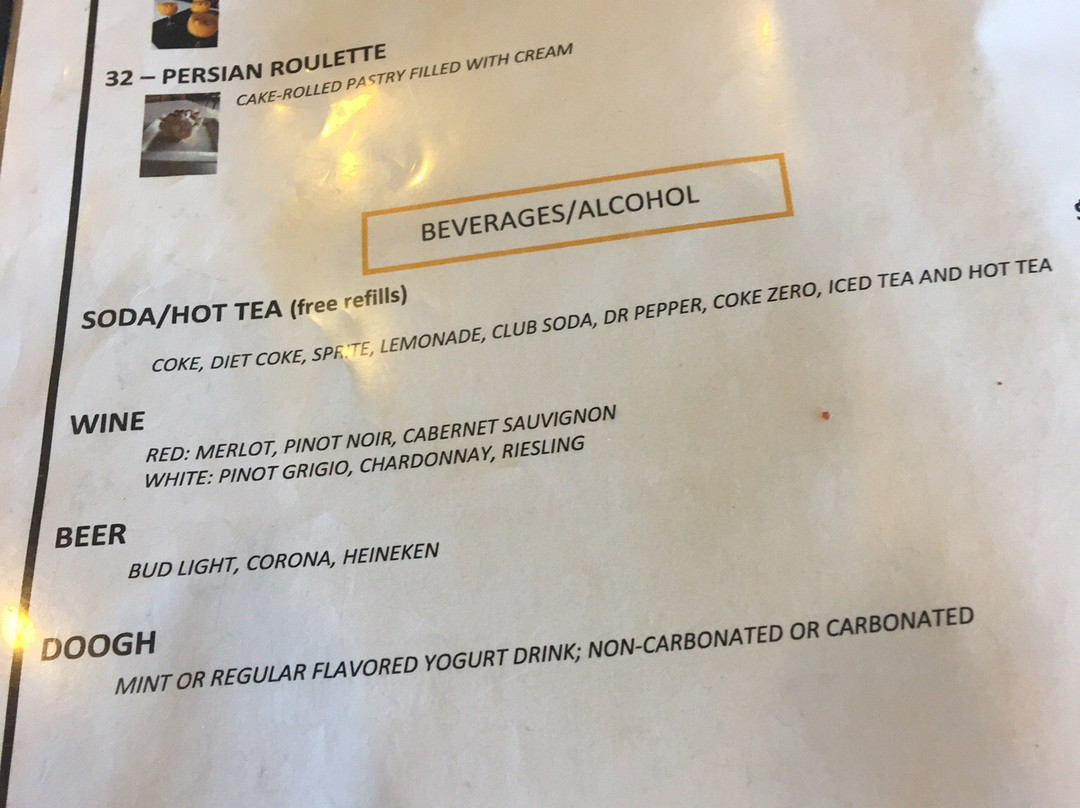 32 – PERSIAN ROULETTE
CAKE-ROLLED PASTRY FILLED WITH CREAM
BEVERAGES/ALCOHOL
$
SODA/HOT TEA (free refills)
COKE, DIET COKE, SPRITE, LEMONADE, CLUB SODA, DR PEPPER, COKE ZERO, ICED TEA AND HOT TEA
WINE
RED: MERLOT, PINOT NOIR, CABERNET SAUVIGNON
WHITE: PINOT GRIGIO, CHARDONNAY, RIESLING
BEER
BUD LIGHT, CORONA, HEINEKEN
DOOGH
MINT OR REGULAR FLAVORED YOGURT DRINK; NON-CARBONATED OR CARBONATED